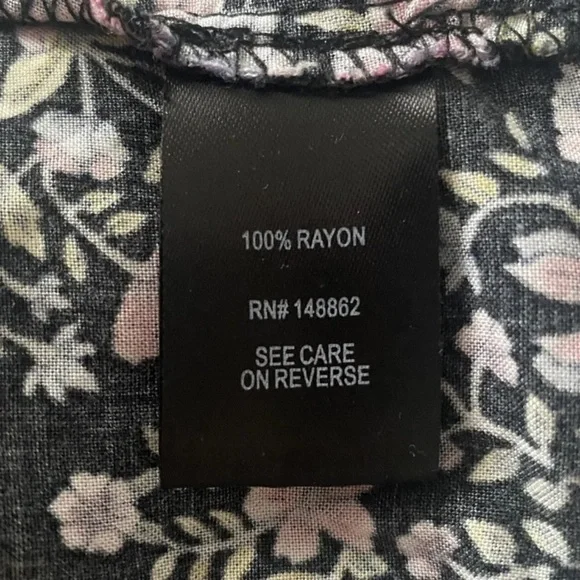 100% RAYON
RN# 148862
SEE CARE
ON REVERSE